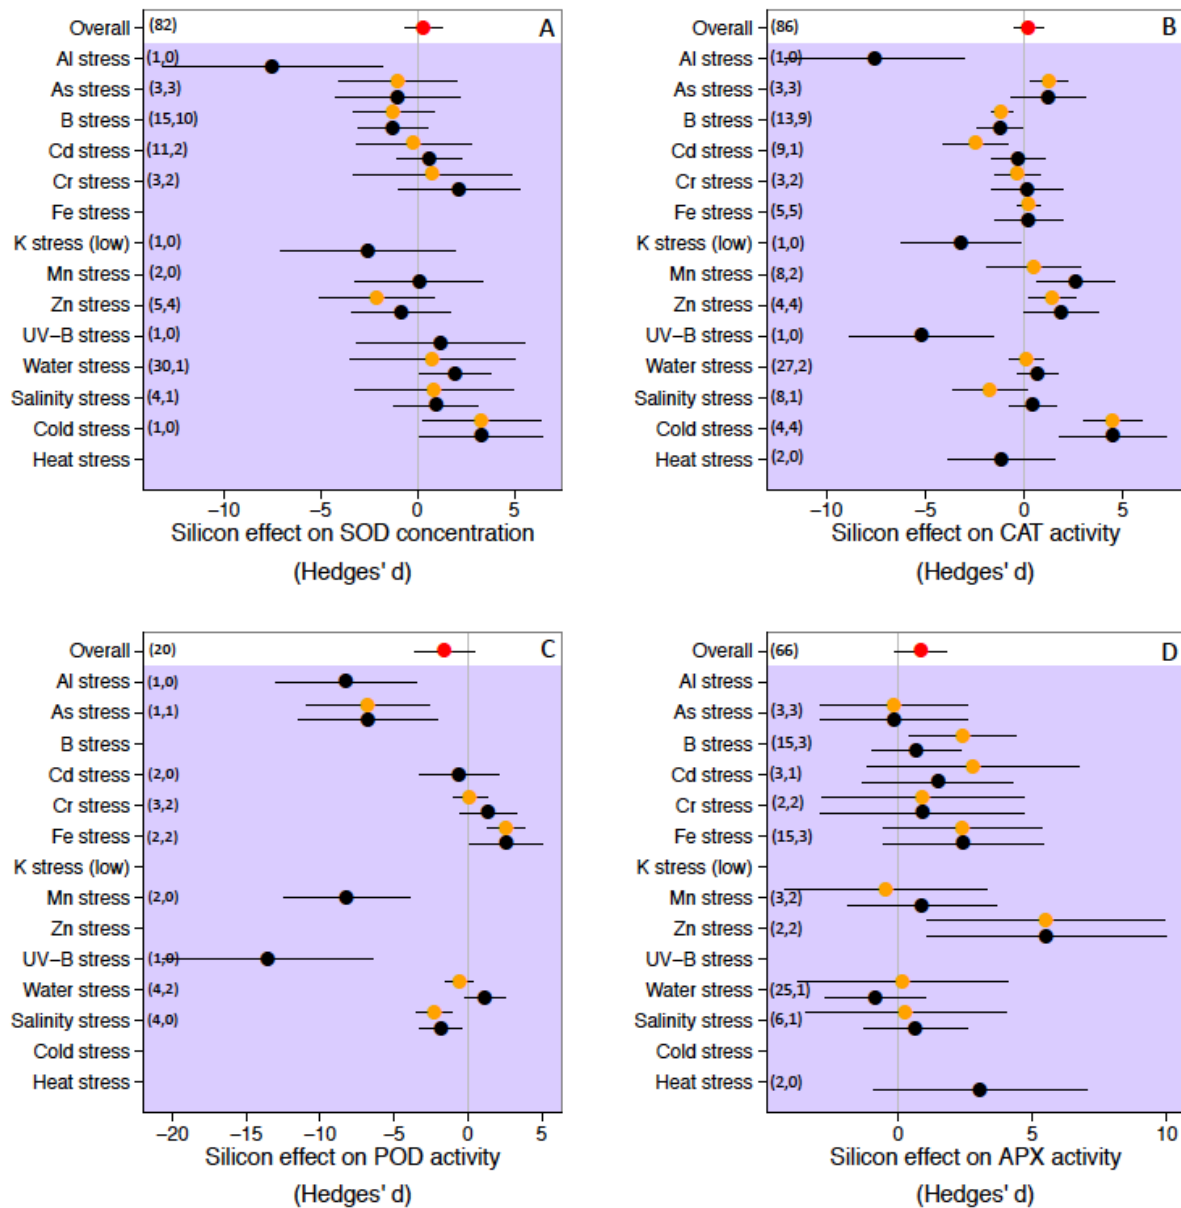 Overall (82) A
Al stress (1,0)
As stress (3,3)
B stress (15,10)
Cd stress (11,2)
Cr stress (3,2)
Fe stress
K stress (low) (1,0)
Mn stress (2,0)
Zn stress (5,4)
UV−B stress (1,0)
Water stress (30,1)
Salinity stress (4,1)
Cold stress (1,0)
Heat stress
−10 −5 0 5
Silicon effect on SOD concentration
(Hedges' d)
Overall (86) B
Al stress (1,0)
As stress (3,3)
B stress (13,9)
Cd stress (9,1)
Cr stress (3,2)
Fe stress (5,5)
K stress (low) (1,0)
Mn stress (8,2)
Zn stress (4,4)
UV−B stress (1,0)
Water stress (27,2)
Salinity stress (8,1)
Cold stress (4,4)
Heat stress (2,0)
−10 −5 0 5
Silicon effect on CAT activity
(Hedges' d)
Overall (20) C
Al stress (1,0)
As stress (1,1)
B stress
Cd stress (2,0)
Cr stress (3,2)
Fe stress (2,2)
K stress (low)
Mn stress (2,0)
Zn stress
UV−B stress (1,0)
Water stress (4,2)
Salinity stress (4,0)
Cold stress
Heat stress
−20 −15 −10 −5 0 5
Silicon effect on POD activity
(Hedges' d)
Overall (66) D
Al stress
As stress (3,3)
B stress (15,3)
Cd stress (3,1)
Cr stress (2,2)
Fe stress (15,3)
K stress (low)
Mn stress (3,2)
Zn stress (2,2)
UV−B stress
Water stress (25,1)
Salinity stress (6,1)
Cold stress
Heat stress (2,0)
0 5 10
Silicon effect on APX activity
(Hedges' d)